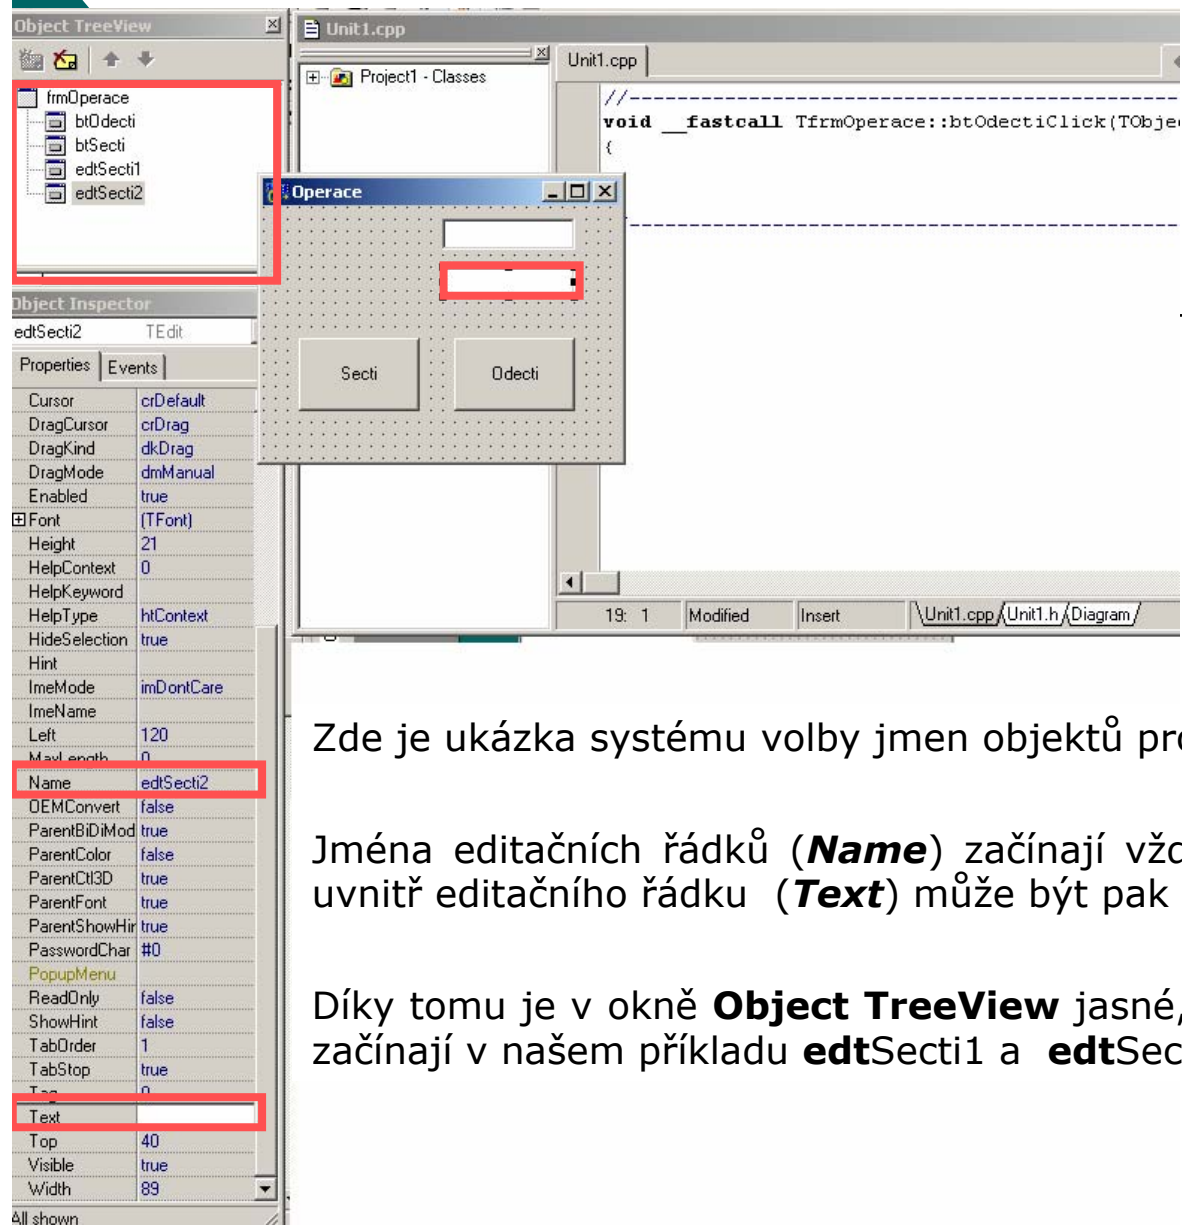 Object TreeView
frmOperace
btOdecti
btSecti
edtSecti1
edtSecti2
Unit1.cpp
Project1 - Classes
Unit1.cpp
//
void __fastcall TfrmOperace::btOdectiClick(TObje
{
Operace
Secti Odecti
19: 1 Modified Insert \Unit1.cpp/Unit1.h/Diagram/
Object Inspector
edtSecti2 TEdit
Properties Events
Cursor crDefault
DragCursor crDrag
DragKind dkDrag
DragMode dmManual
Enabled true
Font (TFont)
Height 21
HelpContext 0
HelpKeyword
HelpType htContext
HideSelection true
Hint
ImeMode imDontCare
ImeName
Left 120
MaxLength 0
Name edtSecti2
OEMConvert false
ParentBiDiMod true
ParentColor false
ParentCtl3D true
ParentFont true
ParentShowHir true
PasswordChar #0
PopupMenu
ReadOnly false
ShowHint false
TabOrder 1
TabStop true
Tag 0
Text
Top 40
Visible true
Width 89
All shown
Zde je ukázka systému volby jmen objektů pro
Jména editačních řádků (Name) začínají
uvnitř editačního řádku (Text) může být pak
Díky tomu je v okně Object TreeView jasné,
začínají v našem příkladu edtSecti1 a edtSec